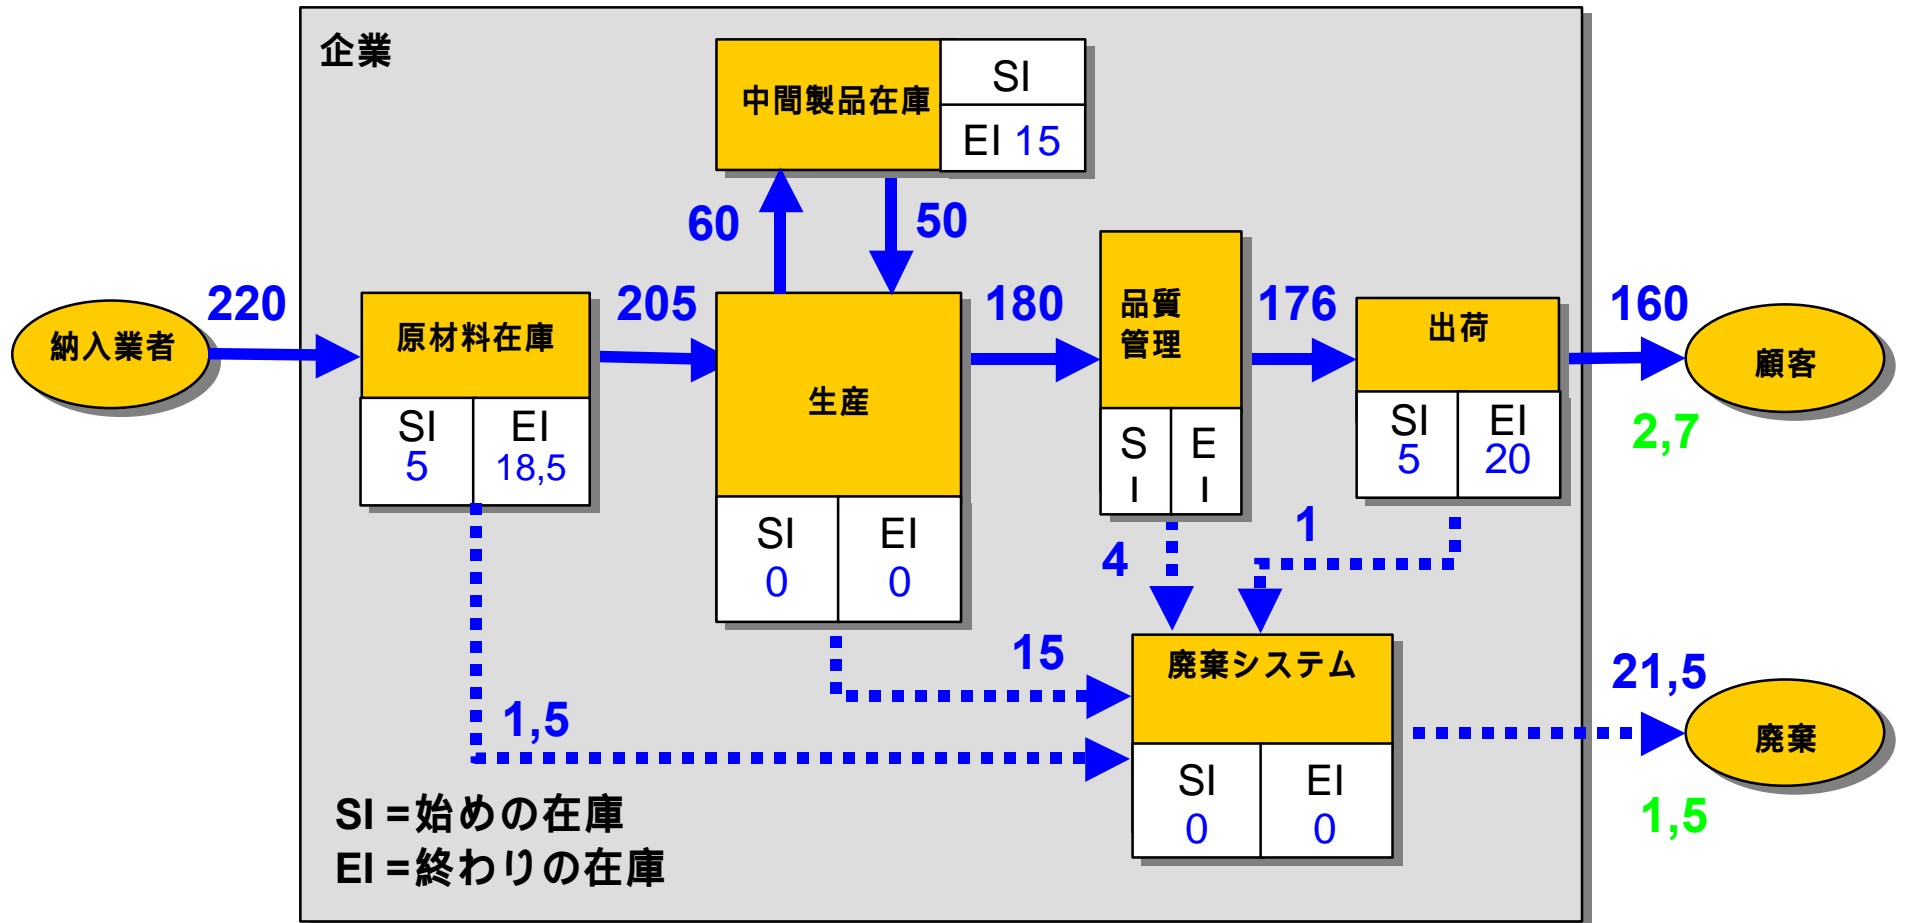 企業
中間製品在庫
SI
EI 15
60
50
納入業者
220
原材料在庫
SI
5
EI
18,5
205
生産
SI
0
EI
0
180
品質
管理
S
I
E
I
176
出荷
SI
5
EI
20
160
顧客
2,7
4
1
15
1,5
廃棄システム
SI
0
EI
0
21,5
廃棄
1,5
SI =始めの在庫
EI =終わりの在庫